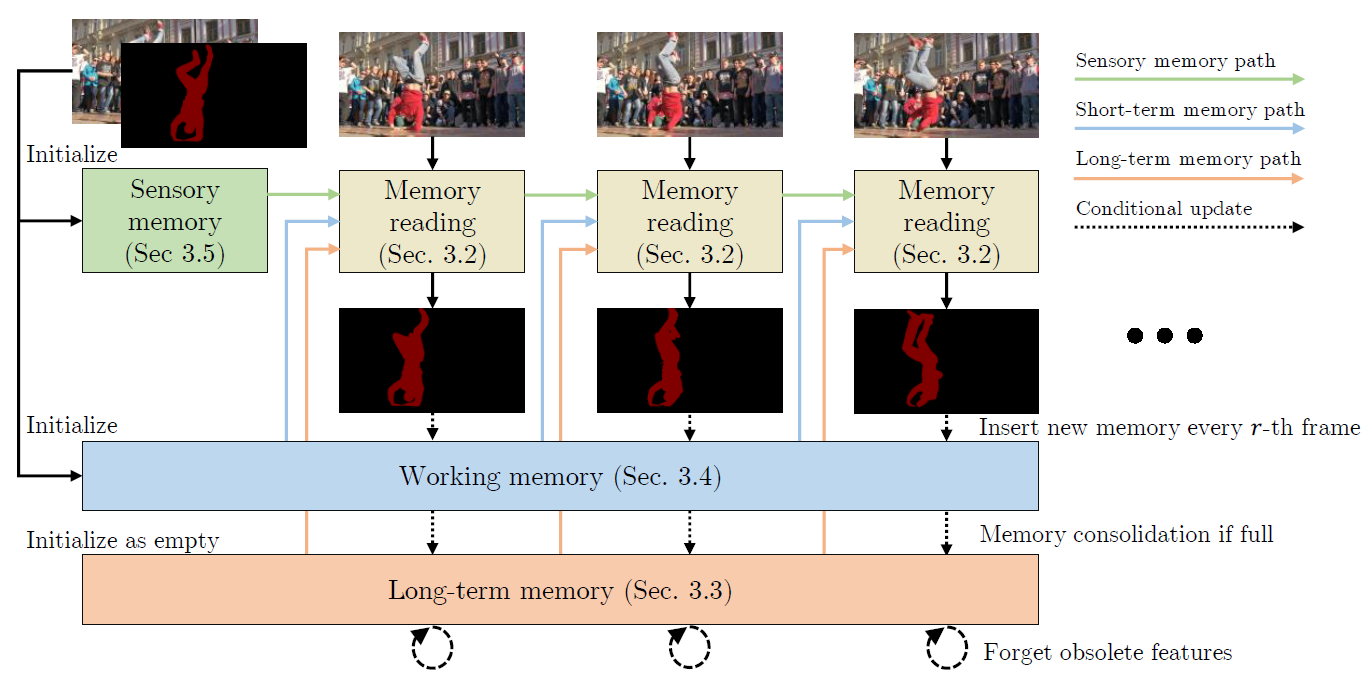 Sensory memory path
Short-term memory path
Long-term memory path
Conditional update
Initialize
Sensory
memory
(Sec 3.5)
Memory
reading
(Sec. 3.2)
Memory
reading
(Sec. 3.2)
Memory
reading
(Sec. 3.2)
Initialize
Insert new memory every r-th frame
Working memory (Sec. 3.4)
Initialize as empty
Memory consolidation if full
Long-term memory (Sec. 3.3)
Forget obsolete features